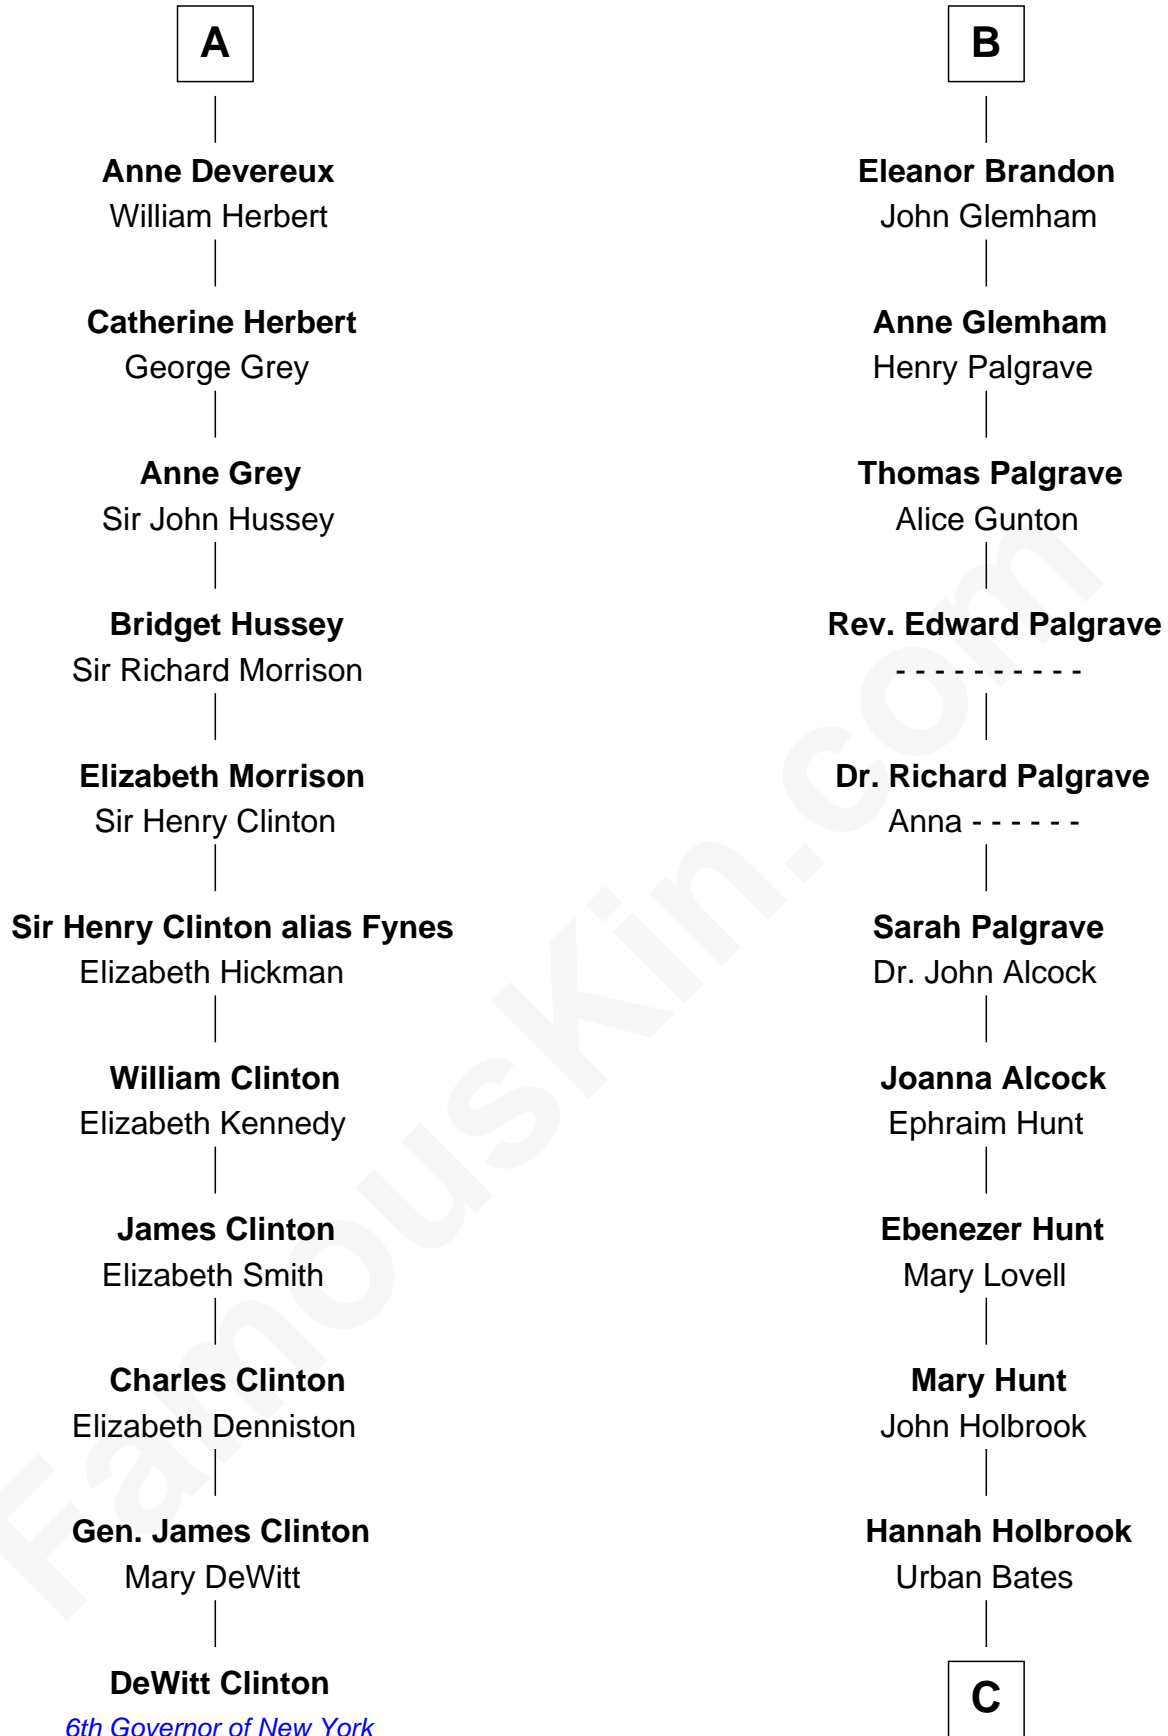 A
Anne Devereux
William Herbert
Catherine Herbert
George Grey
Anne Grey
Sir John Hussey
Bridget Hussey
Sir Richard Morrison
Elizabeth Morrison
Sir Henry Clinton
Sir Henry Clinton alias Fynes
Elizabeth Hickman
William Clinton
Elizabeth Kennedy
James Clinton
Elizabeth Smith
Charles Clinton
Elizabeth Denniston
Gen. James Clinton
Mary DeWitt
DeWitt Clinton
6th Governor of New York
B
Eleanor Brandon
John Glemham
Anne Glemham
Henry Palgrave
Thomas Palgrave
Alice Gunton
Rev. Edward Palgrave
- - - - - - - - - -
Dr. Richard Palgrave
Anna - - - - - -
Sarah Palgrave
Dr. John Alcock
Joanna Alcock
Ephraim Hunt
Ebenezer Hunt
Mary Lovell
Mary Hunt
John Holbrook
Hannah Holbrook
Urban Bates
C
FamousKin.com